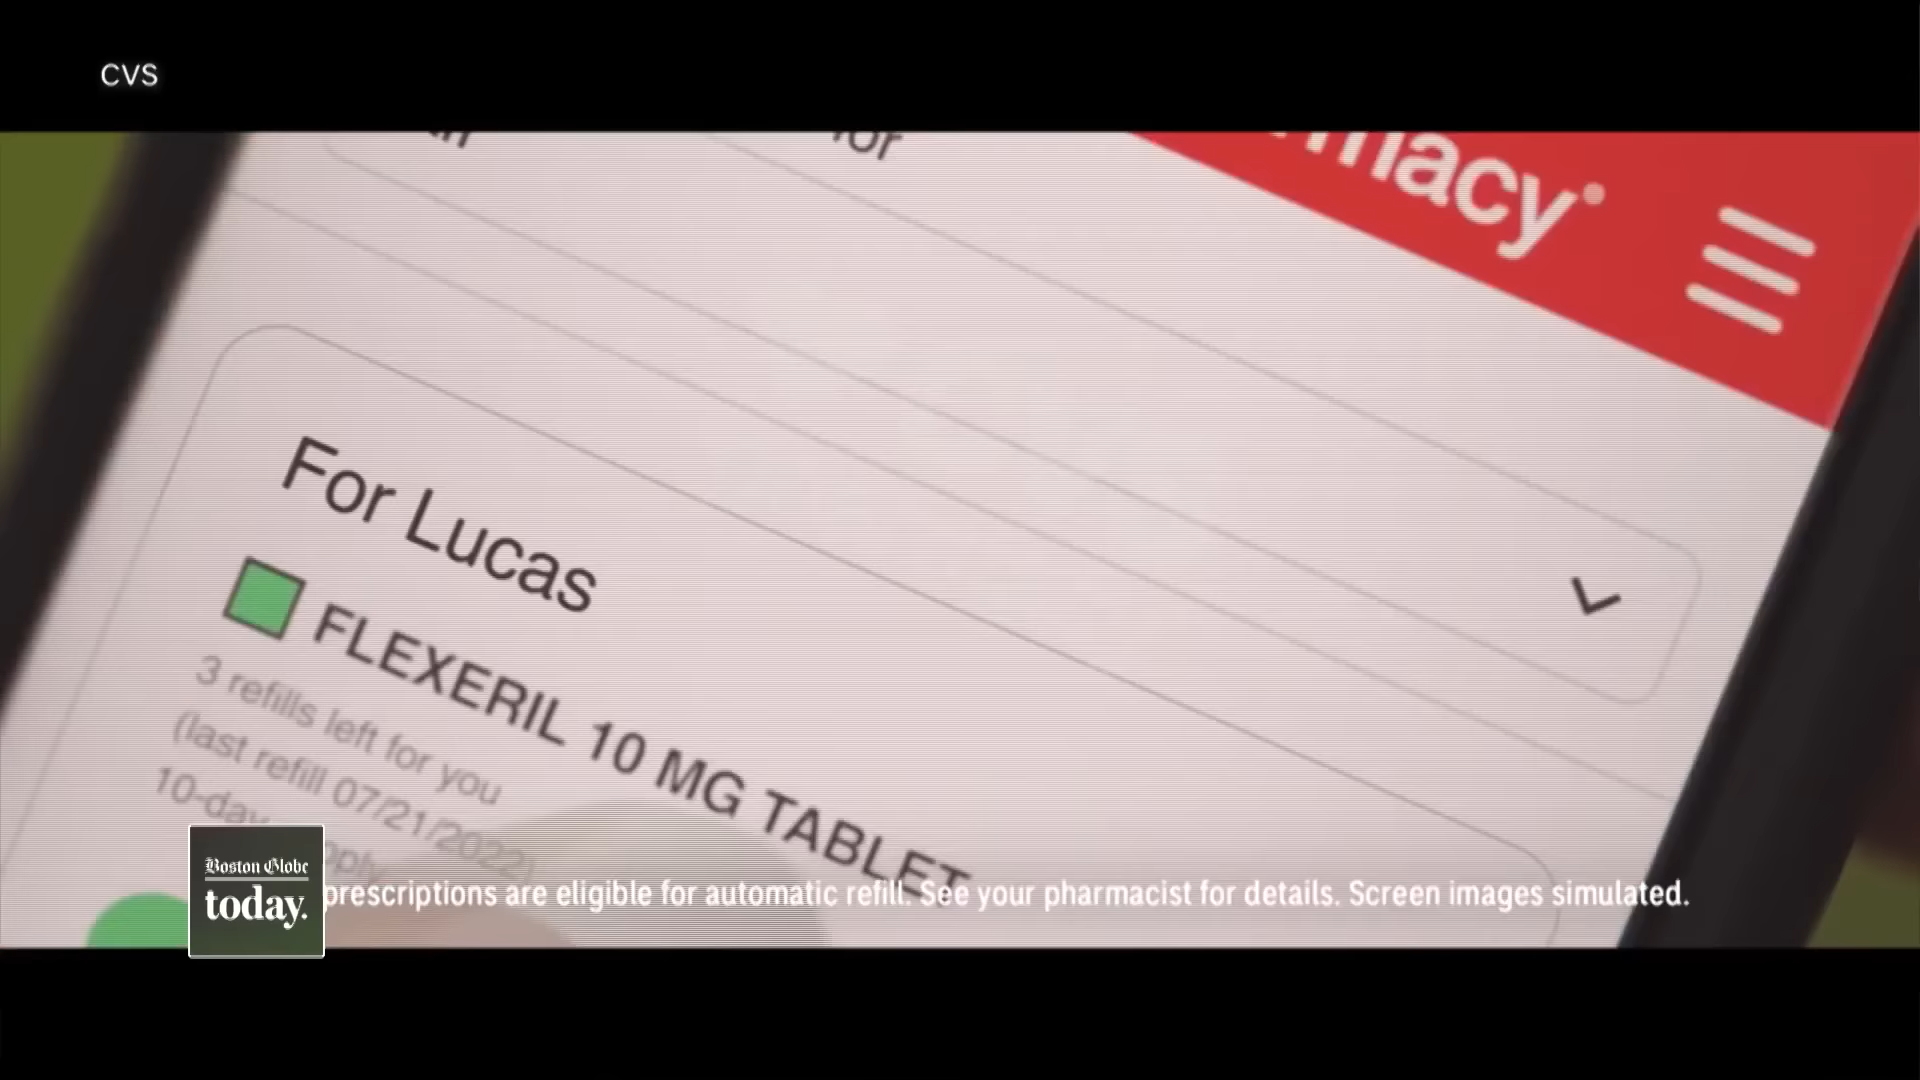 CVS
for
macy
For Lucas
FLEXERIL 10 MG TABLET
3 refills left for you
(last refill 07/21/2022)
10-day
Boston Globe
today.
prescriptions are eligible for automatic refill. See your pharmacist for details. Screen images simulated.